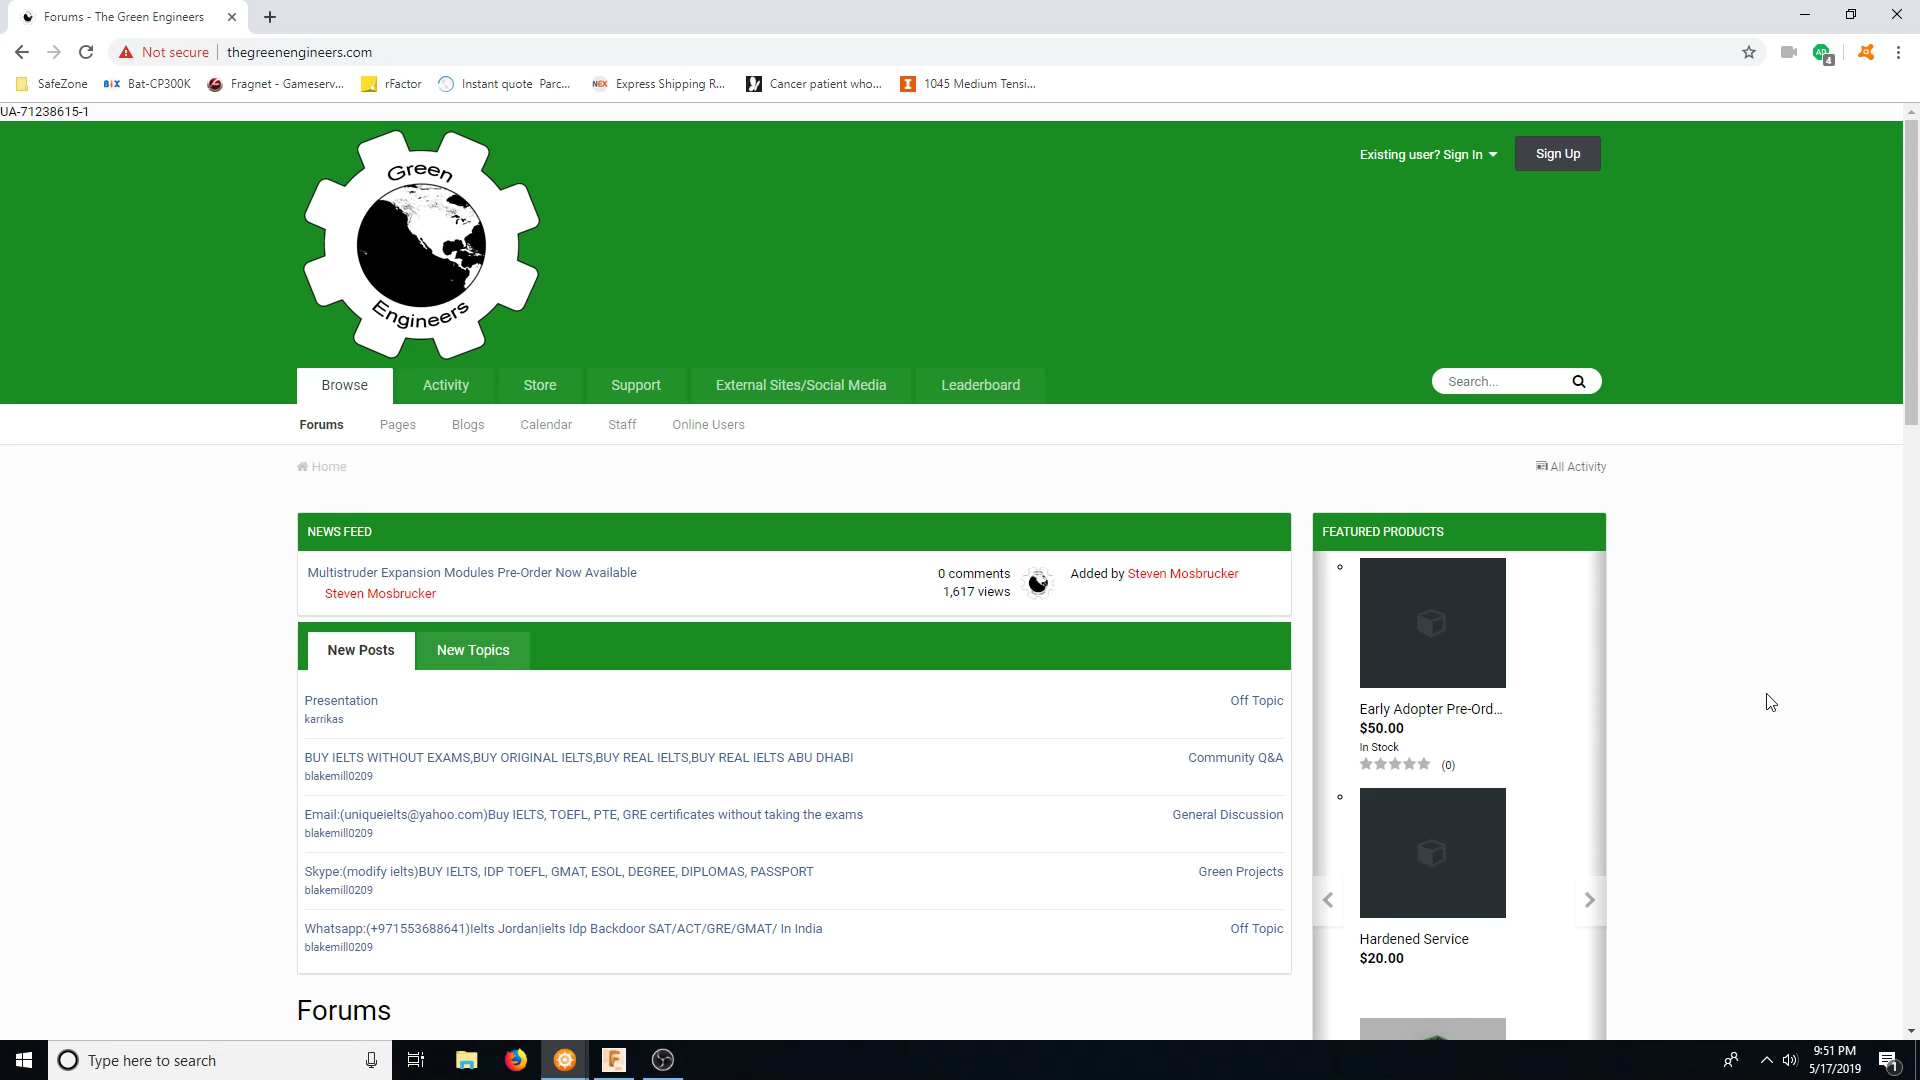 Forums - The Green Engineers
Not secure
thegreenengineers.com
4
SafeZone
BiX Bat-CP300K
Fragnet - Gameserv...
rFactor
Instant quote Parc...
NEX Express Shipping R...
Cancer patient who...
1045 Medium Tensi...
UA-71238615-1
Green
Engineers
Existing user? Sign In
Sign Up
Browse
Activity
Store
Support
External Sites/Social Media
Leaderboard
Search...
Forums
Pages
Blogs
Calendar
Staff
Online Users
Home
All Activity
NEWS FEED
Multistruder Expansion Modules Pre-Order Now Available
Steven Mosbrucker
0 comments
1,617 views
Added by Steven Mosbrucker
New Posts
New Topics
Presentation
karrikas
Off Topic
BUY IELTS WITHOUT EXAMS,BUY ORIGINAL IELTS,BUY REAL IELTS,BUY REAL IELTS ABU DHABI
blakemill0209
Community Q&A
Email:(uniqueielts@yahoo.com)Buy IELTS, TOEFL, PTE, GRE certificates without taking the exams
blakemill0209
General Discussion
Skype:(modify ielts)BUY IELTS, IDP TOEFL, GMAT, ESOL, DEGREE, DIPLOMAS, PASSPORT
blakemill0209
Green Projects
Whatsapp:(+971553688641)Ielts Jordan|ielts Idp Backdoor SAT/ACT/GRE/GMAT/ In India
blakemill0209
Off Topic
FEATURED PRODUCTS
Early Adopter Pre-Ord...
$50.00
In Stock
(0)
Hardened Service
$20.00
Forums
Type here to search
9:51 PM
5/17/2019
1